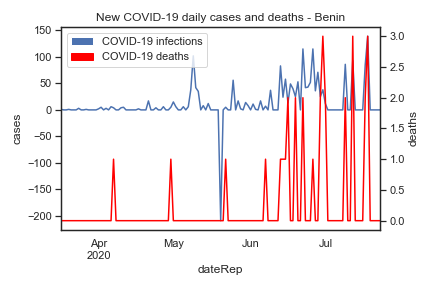 New COVID-19 daily cases and deaths - Benin
COVID-19 infections
COVID-19 deaths
150
100
50
0
−50
−100
−150
−200
cases
3.0
2.5
2.0
1.5
1.0
0.5
0.0
deaths
Apr
2020
May
Jun
Jul
dateRep